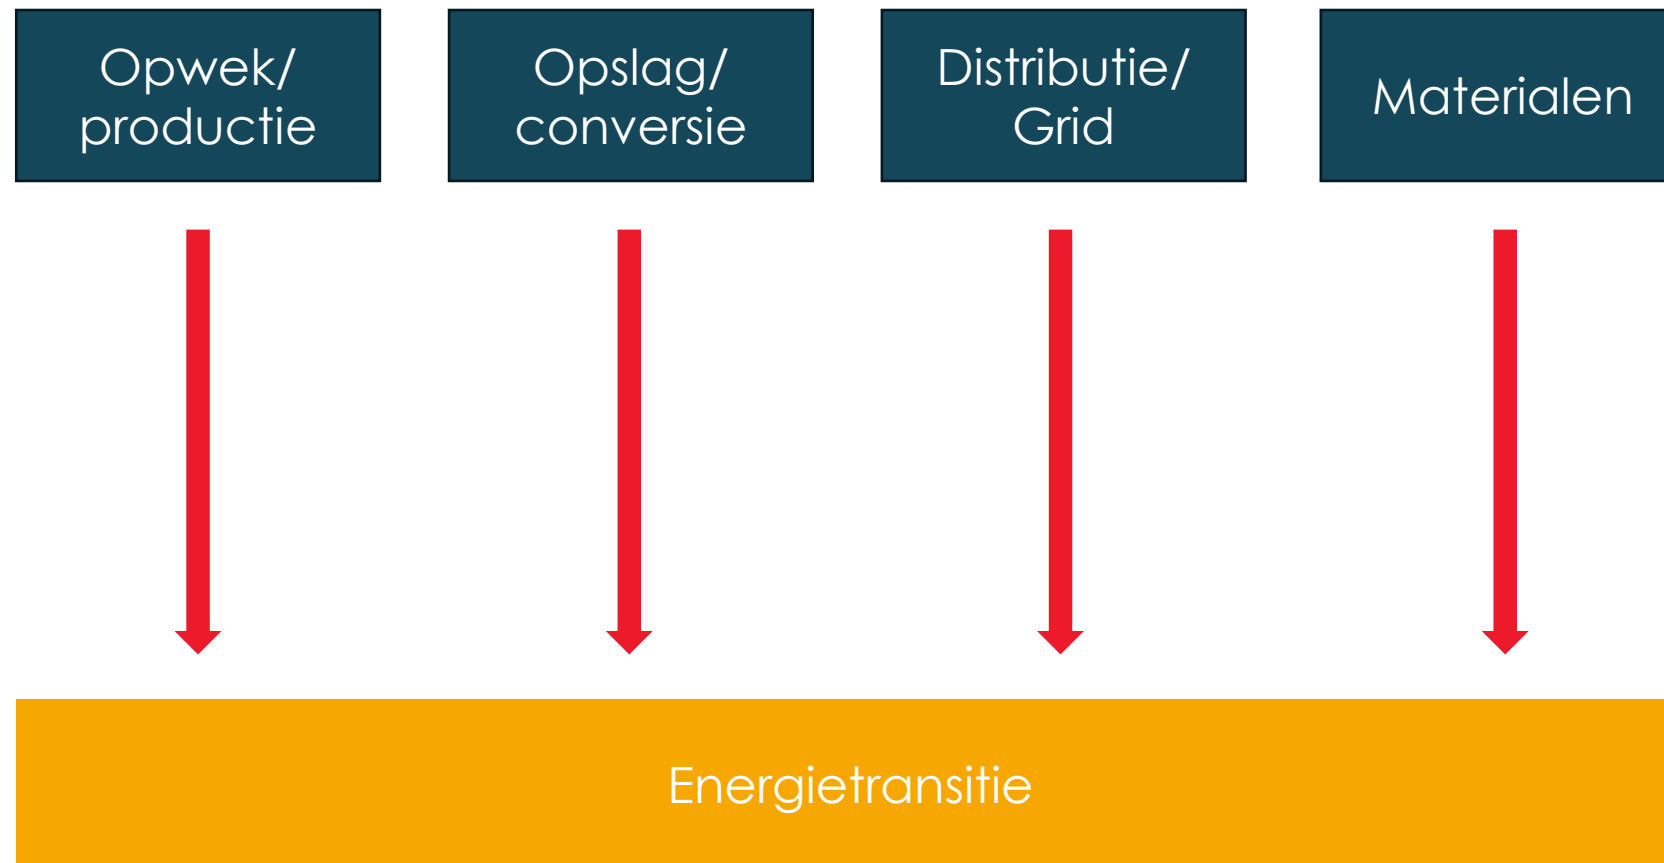 Opwek/
productie
Opslag/
conversie
Distributie/
Grid
Materialen
Energietransitie